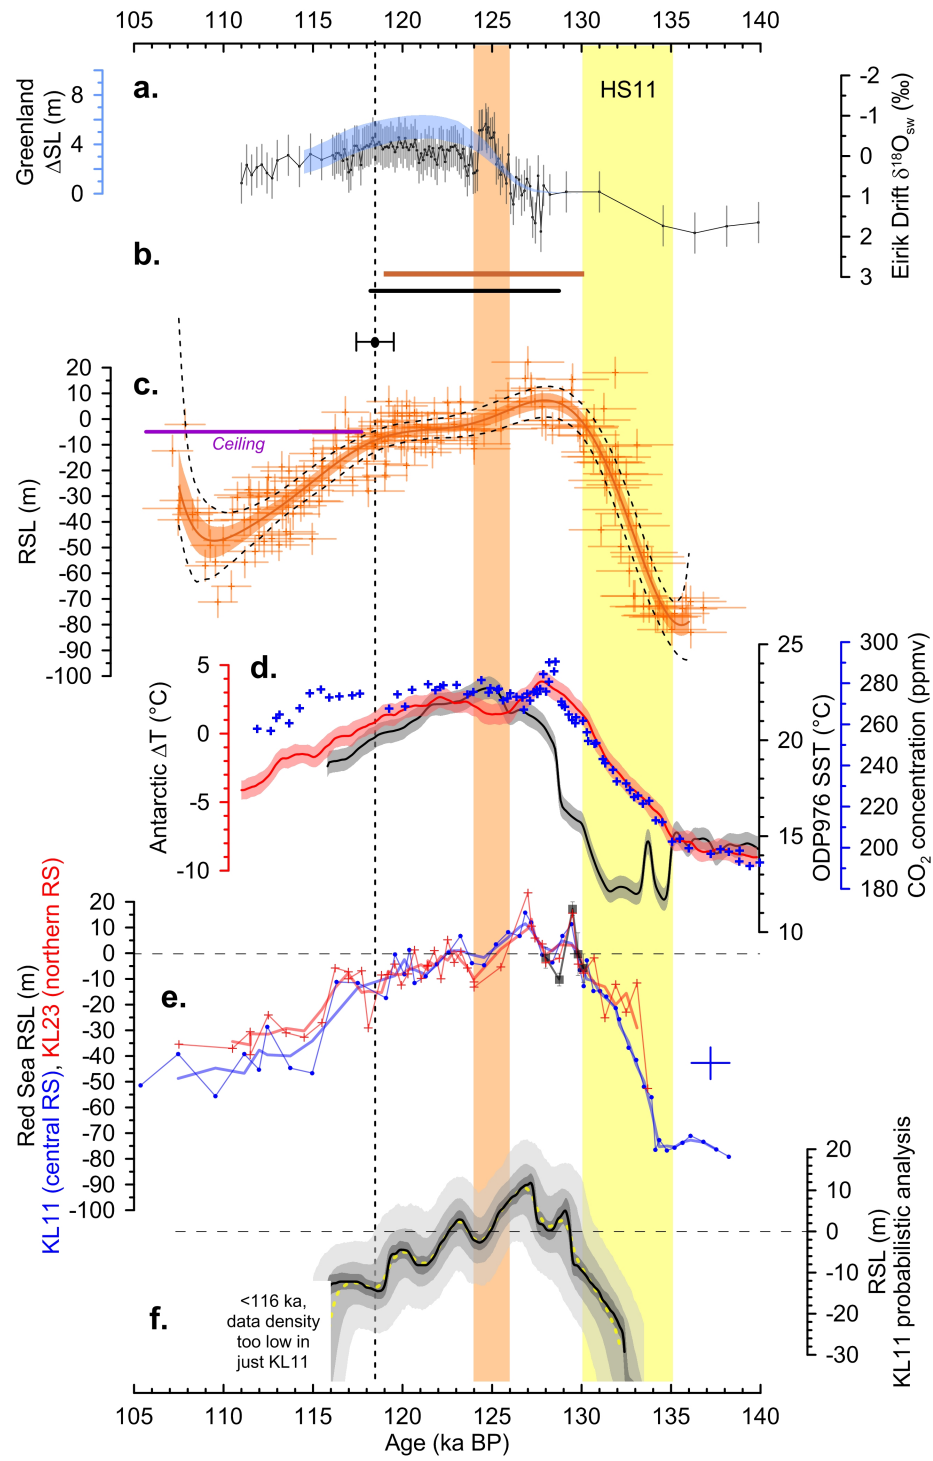 105 110 115 120 125 130 135 140
a.
HS11
Greenland
ΔSL (m)
8
4
0
-2
-1
0
1
2
3
Eirik Drift δ18Osw (‰)
b.
c.
Ceiling
RSL (m)
20
10
0
-10
-20
-30
-40
-50
-60
-70
-80
-90
-100
d.
Antarctic ΔT (°C)
5
0
-5
-10
25
20
15
10
ODP976 SST (°C)
300
280
260
240
220
200
180
CO2 concentration (ppmv)
e.
Red Sea RSL (m)
KL11 (central RS), KL23 (northern RS)
20
10
0
-10
-20
-30
-40
-50
-60
-70
-80
-90
-100
f.
<116 ka,
data density
too low in
just KL11
20
10
0
-10
-20
-30
RSL (m)
KL11 probabilistic analysis
105 110 115 120 125 130 135 140
Age (ka BP)